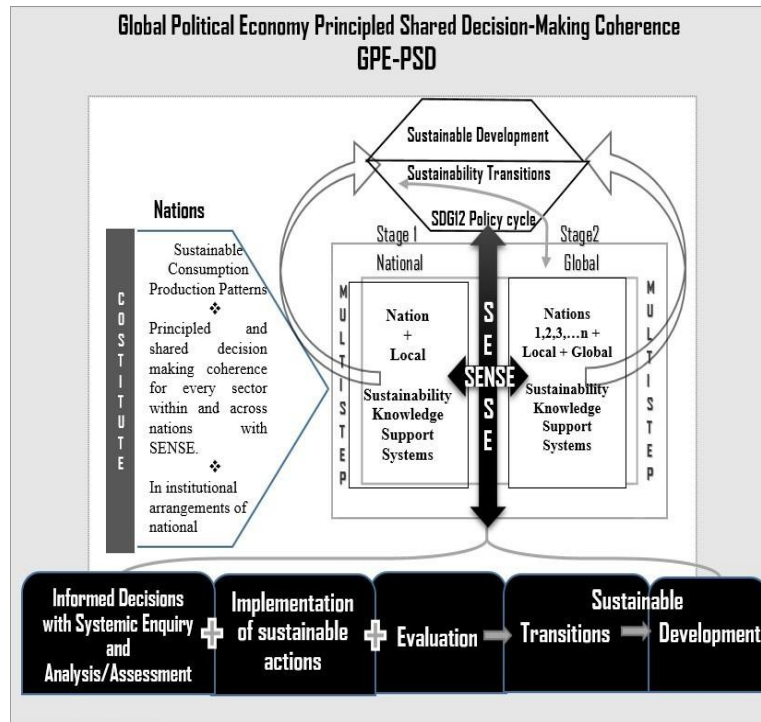 Global Political Economy Principled Shared Decision-Making Coherence
GPE-PSD
Sustainable Development
Sustainability Transitions
SDG12 Policy cycle
Nations
COSTITUTE
Sustainable
Consumption
Production Patterns
❖
Principled and
shared decision
making coherence
for every sector
within and across
nations with
SENSE.
❖
In institutional
arrangements of
national
Stage 1
National
Stage2
Global
MULTISTEP
Nation
+
Local
Sustainability
Knowledge
Support
Systems
SENSE
SENSE
Nations
1,2,3,...n +
Local + Global
Sustainability
Knowledge
Support
Systems
MULTISTEP
Informed Decisions
with Systemic Enquiry
and
Analysis/Assessment
+
Implementation
of sustainable
actions
+
Evaluation
Sustainable
Transitions
Development